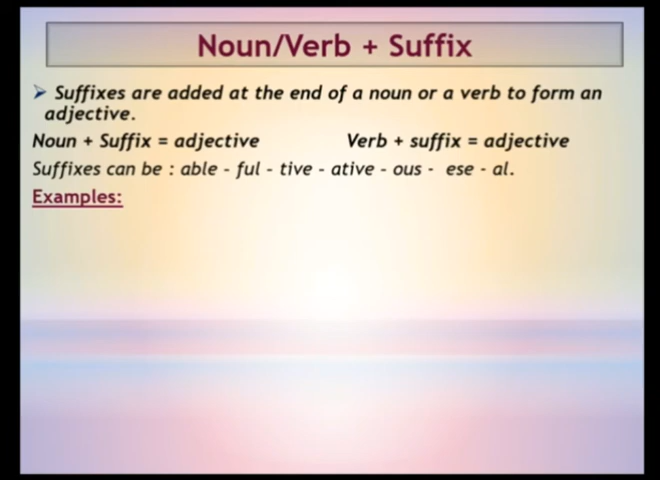 Noun/Verb + Suffix
Suffixes are added at the end of a noun or a verb to form an
adjective.
Noun + Suffix = adjective Verb + suffix = adjective
Suffixes can be : able - ful - tive - ative - ous - ese - al.
Examples: